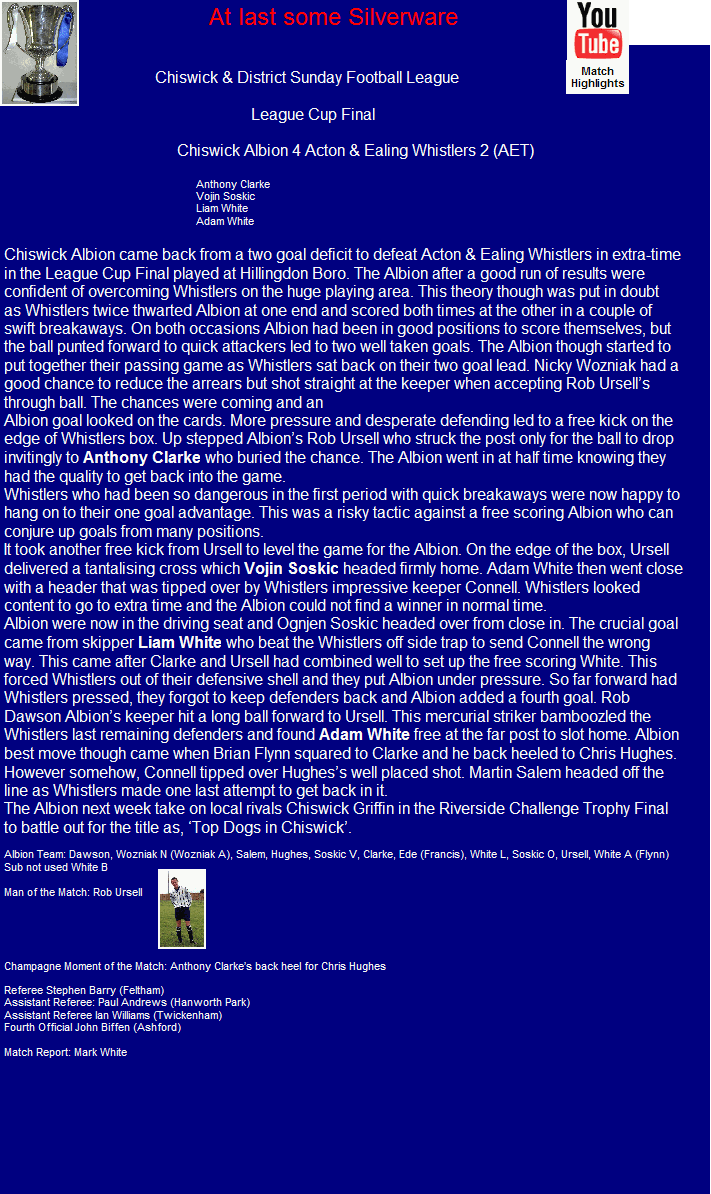 At last some Silverware
You
Tube
Match
Highlights
Chiswick & District Sunday Football League
League Cup Final
Chiswick Albion 4 Acton & Ealing Whistlers 2 (AET)
Anthony Clarke
Vojin Soskic
Liam White
Adam White
Chiswick Albion came back from a two goal deficit to defeat Acton & Ealing Whistlers in extra-time
in the League Cup Final played at Hillingdon Boro. The Albion after a good run of results were
confident of overcoming Whistlers on the huge playing area. This theory though was put in doubt
as Whistlers twice thwarted Albion at one end and scored both times at the other in a couple of
swift breakaways. On both occasions Albion had been in good positions to score themselves, but
the ball punted forward to quick attackers led to two well taken goals. The Albion though started to
put together their passing game as Whistlers sat back on their two goal lead. Nicky Wozniak had a
good chance to reduce the arrears but shot straight at the keeper when accepting Rob Ursell’s
through ball. The chances were coming and an
Albion goal looked on the cards. More pressure and desperate defending led to a free kick on the
edge of Whistlers box. Up stepped Albion’s Rob Ursell who struck the post only for the ball to drop
invitingly to Anthony Clarke who buried the chance. The Albion went in at half time knowing they
had the quality to get back into the game.
Whistlers who had been so dangerous in the first period with quick breakaways were now happy to
hang on to their one goal advantage. This was a risky tactic against a free scoring Albion who can
conjure up goals from many positions.
It took another free kick from Ursell to level the game for the Albion. On the edge of the box, Ursell
delivered a tantalising cross which Vojin Soskic headed firmly home. Adam White then went close
with a header that was tipped over by Whistlers impressive keeper Connell. Whistlers looked
content to go to extra time and the Albion could not find a winner in normal time.
Albion were now in the driving seat and Ognjen Soskic headed over from close in. The crucial goal
came from skipper Liam White who beat the Whistlers off side trap to send Connell the wrong
way. This came after Clarke and Ursell had combined well to set up the free scoring White. This
forced Whistlers out of their defensive shell and they put Albion under pressure. So far forward had
Whistlers pressed, they forgot to keep defenders back and Albion added a fourth goal. Rob
Dawson Albion’s keeper hit a long ball forward to Ursell. This mercurial striker bamboozled the
Whistlers last remaining defenders and found Adam White free at the far post to slot home. Albion
best move though came when Brian Flynn squared to Clarke and he back heeled to Chris Hughes.
However somehow, Connell tipped over Hughes’s well placed shot. Martin Salem headed off the
line as Whistlers made one last attempt to get back in it.
The Albion next week take on local rivals Chiswick Griffin in the Riverside Challenge Trophy Final
to battle out for the title as, ‘Top Dogs in Chiswick’.
Albion Team: Dawson, Wozniak N (Wozniak A), Salem, Hughes, Soskic V, Clarke, Ede (Francis), White L, Soskic O, Ursell, White A (Flynn)
Sub not used White B
Man of the Match: Rob Ursell
Champagne Moment of the Match: Anthony Clarke's back heel for Chris Hughes
Referee Stephen Barry (Feltham)
Assistant Referee: Paul Andrews (Hanworth Park)
Assistant Referee Ian Williams (Twickenham)
Fourth Official John Biffen (Ashford)
Match Report: Mark White